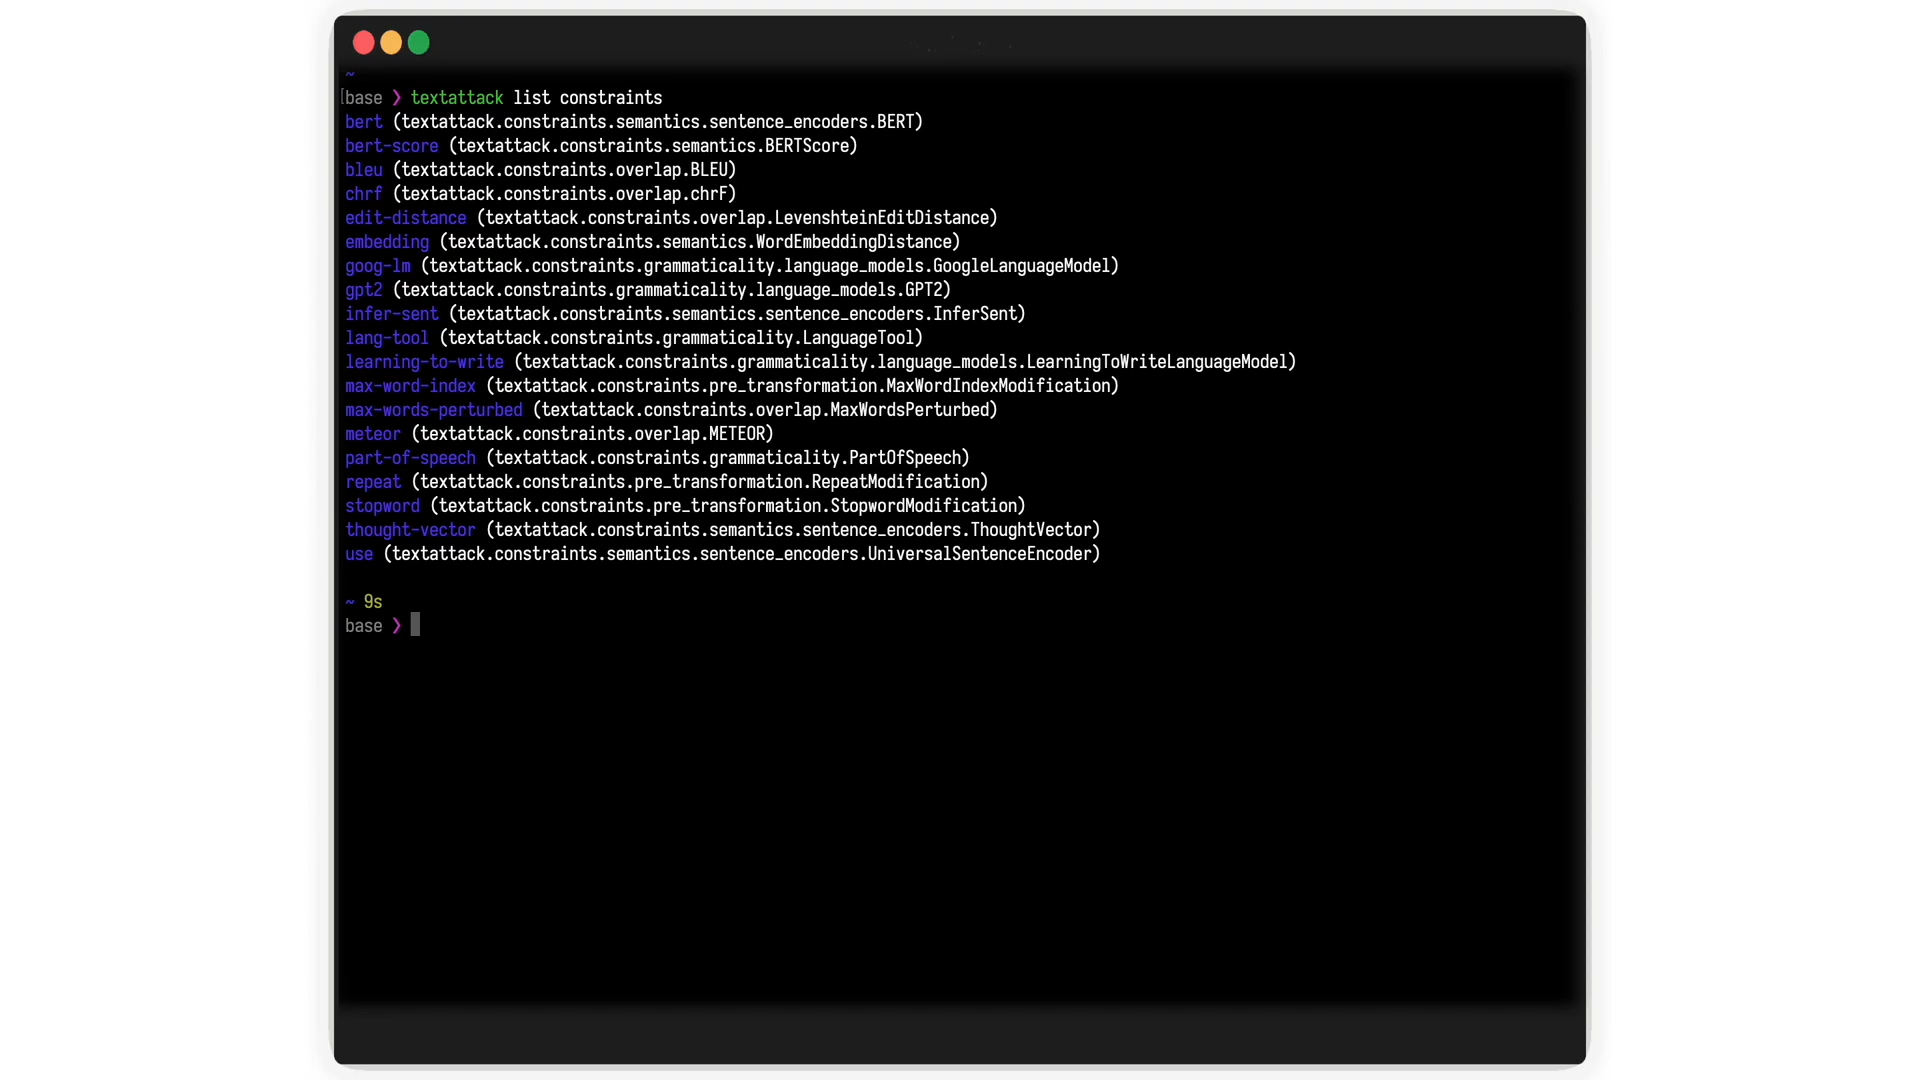 ~
base ❯ textattack list constraints
bert (textattack.constraints.semantics.sentence_encoders.BERT)
bert-score (textattack.constraints.semantics.BERTScore)
bleu (textattack.constraints.overlap.BLEU)
chrf (textattack.constraints.overlap.chrF)
edit-distance (textattack.constraints.overlap.LevenshteinEditDistance)
embedding (textattack.constraints.semantics.WordEmbeddingDistance)
goog-lm (textattack.constraints.grammaticality.language_models.GoogleLanguageModel)
gpt2 (textattack.constraints.grammaticality.language_models.GPT2)
infer-sent (textattack.constraints.semantics.sentence_encoders.InferSent)
lang-tool (textattack.constraints.grammaticality.LanguageTool)
learning-to-write (textattack.constraints.grammaticality.language_models.LearningToWriteLanguageModel)
max-word-index (textattack.constraints.pre_transformation.MaxWordIndexModification)
max-words-perturbed (textattack.constraints.overlap.MaxWordsPerturbed)
meteor (textattack.constraints.overlap.METEOR)
part-of-speech (textattack.constraints.grammaticality.PartOfSpeech)
repeat (textattack.constraints.pre_transformation.RepeatModification)
stopword (textattack.constraints.pre_transformation.StopwordModification)
thought-vector (textattack.constraints.semantics.sentence_encoders.ThoughtVector)
use (textattack.constraints.semantics.sentence_encoders.UniversalSentenceEncoder)
~ 9s
base ❯